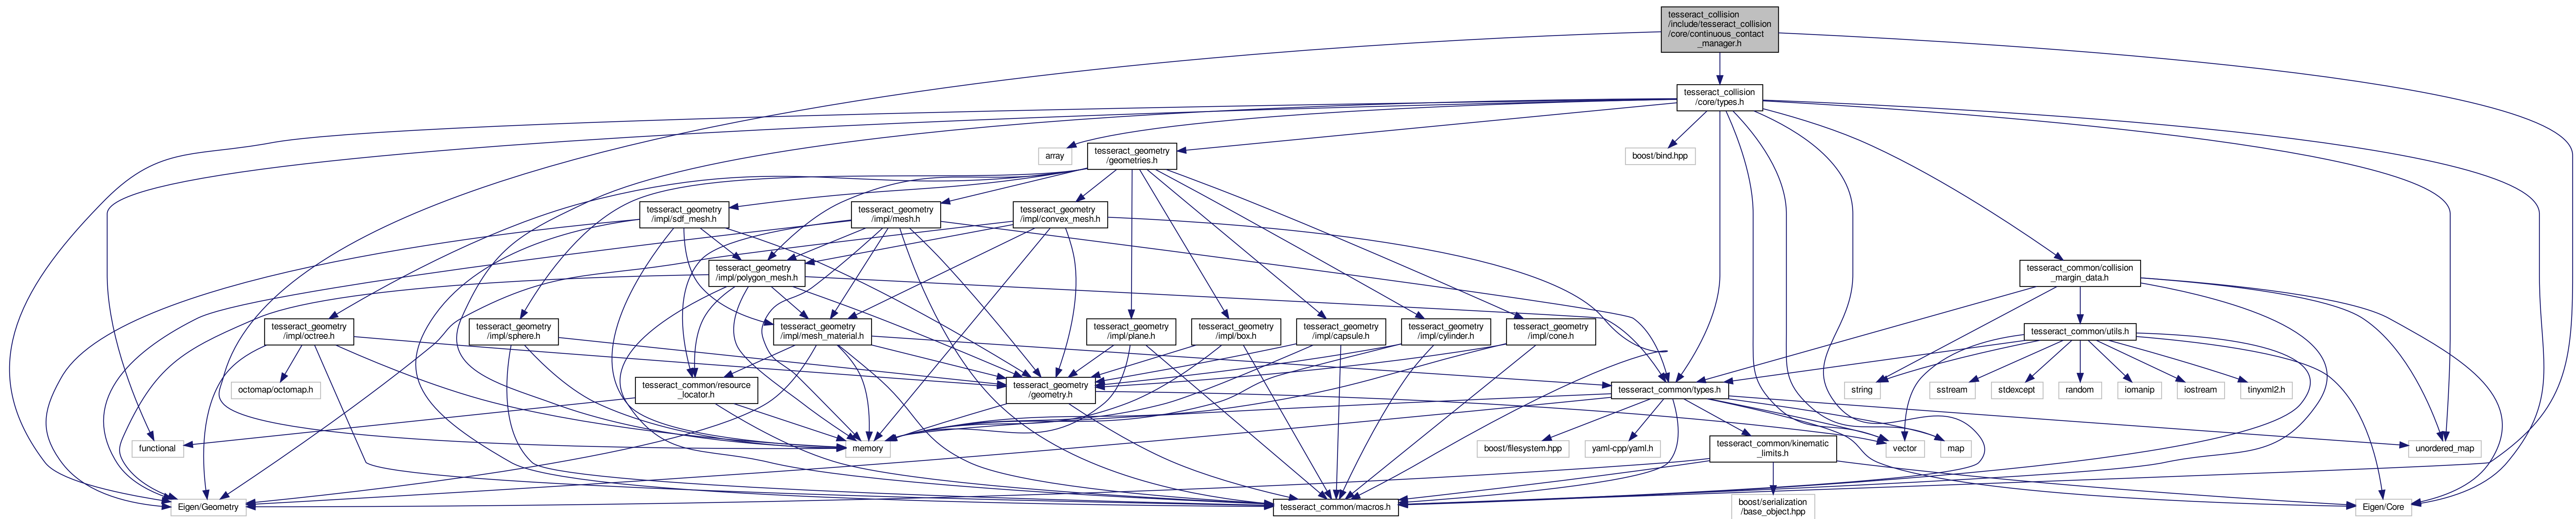 tesseract_collision
/include/tesseract_collision
/core/continuous_contact
_manager.h
tesseract_collision
/core/types.h
array
tesseract_geometry
/geometries.h
boost/bind.hpp
tesseract_geometry
/impl/sdf_mesh.h
tesseract_geometry
/impl/mesh.h
tesseract_geometry
/impl/convex_mesh.h
tesseract_geometry
/impl/polygon_mesh.h
tesseract_common/collision
_margin_data.h
tesseract_geometry
/impl/octree.h
tesseract_geometry
/impl/sphere.h
tesseract_geometry
/impl/mesh_material.h
tesseract_geometry
/impl/plane.h
tesseract_geometry
/impl/box.h
tesseract_geometry
/impl/capsule.h
tesseract_geometry
/impl/cylinder.h
tesseract_geometry
/impl/cone.h
tesseract_common/utils.h
octomap/octomap.h
tesseract_common/resource
_locator.h
tesseract_geometry
/geometry.h
tesseract_common/types.h
string
sstream
stdexcept
random
iomanip
iostream
tinyxml2.h
functional
memory
boost/filesystem.hpp
yaml-cpp/yaml.h
tesseract_common/kinematic
_limits.h
vector
map
unordered_map
Eigen/Geometry
tesseract_common/macros.h
boost/serialization
/base_object.hpp
Eigen/Core